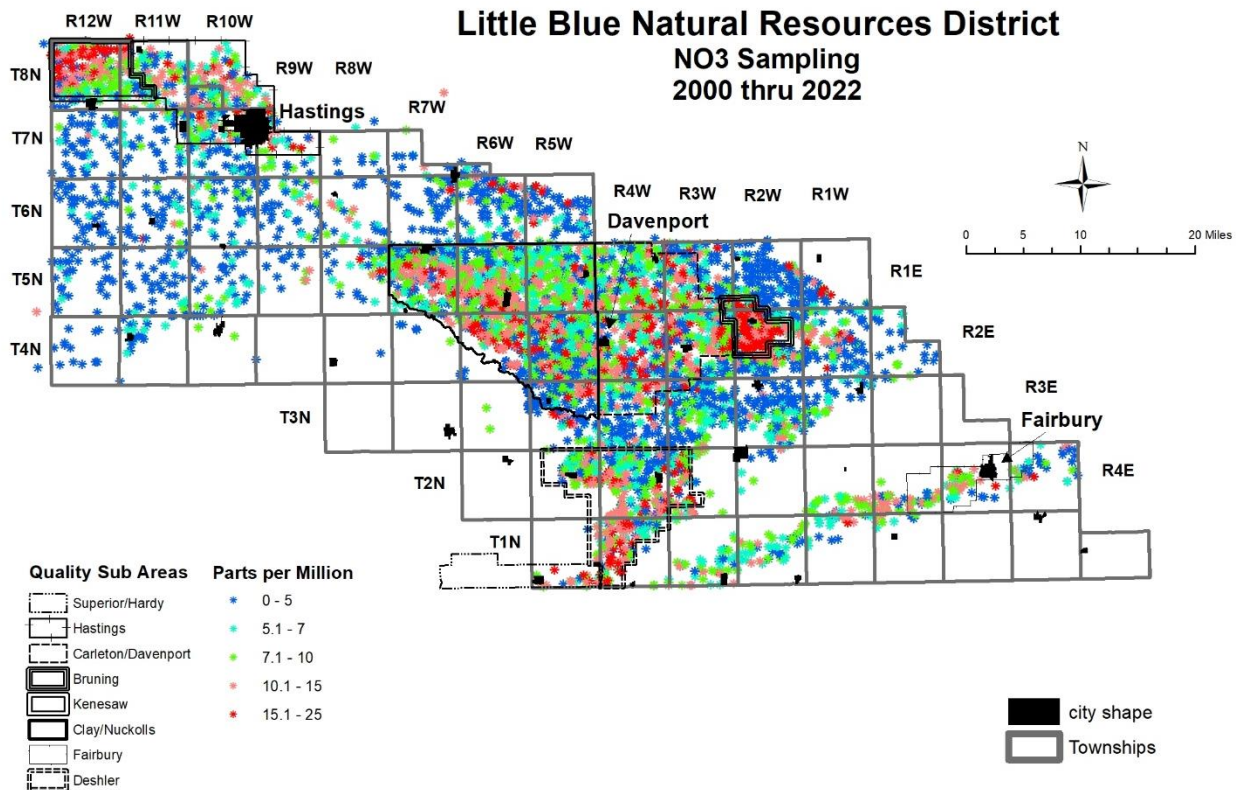 Little Blue Natural Resources District
NO3 Sampling
2000 thru 2022
R12W
R11W
R10W
R9W
R8W
R7W
R6W
R5W
R4W
R3W
R2W
R1W
R1E
R2E
R3E
R4E
T8N
T7N
T6N
T5N
T4N
T3N
T2N
T1N
Hastings
Davenport
Fairbury
N
0 5 10 20 Miles
Quality Sub Areas
Superior/Hardy
Hastings
Carleton/Davenport
Bruning
Kenesaw
Clay/Nuckolls
Fairbury
Deshler
Parts per Million
0 - 5
5.1 - 7
7.1 - 10
10.1 - 15
15.1 - 25
city shape
Townships